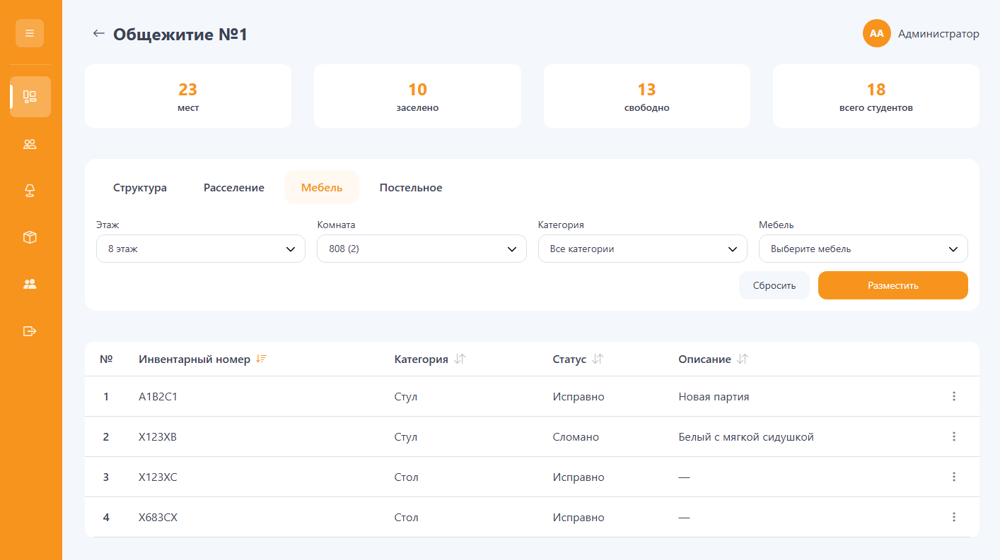 Общежитие №1
АА Администратор
23 10 13 18
мест заселено свободно всего студентов
Структура Расселение Мебель Постельное
Этаж Комната Категория Мебель
8 этаж 808 (2) Все категории Выберите мебель
Сбросить Разместить
№ Инвентарный номер Категория Статус Описание
1 A1B2C1 Стул Исправно Новая партия
2 X123XB Стул Сломано Белый с мягкой сидушкой
3 X123XC Стол Исправно —
4 X683CX Стол Исправно —